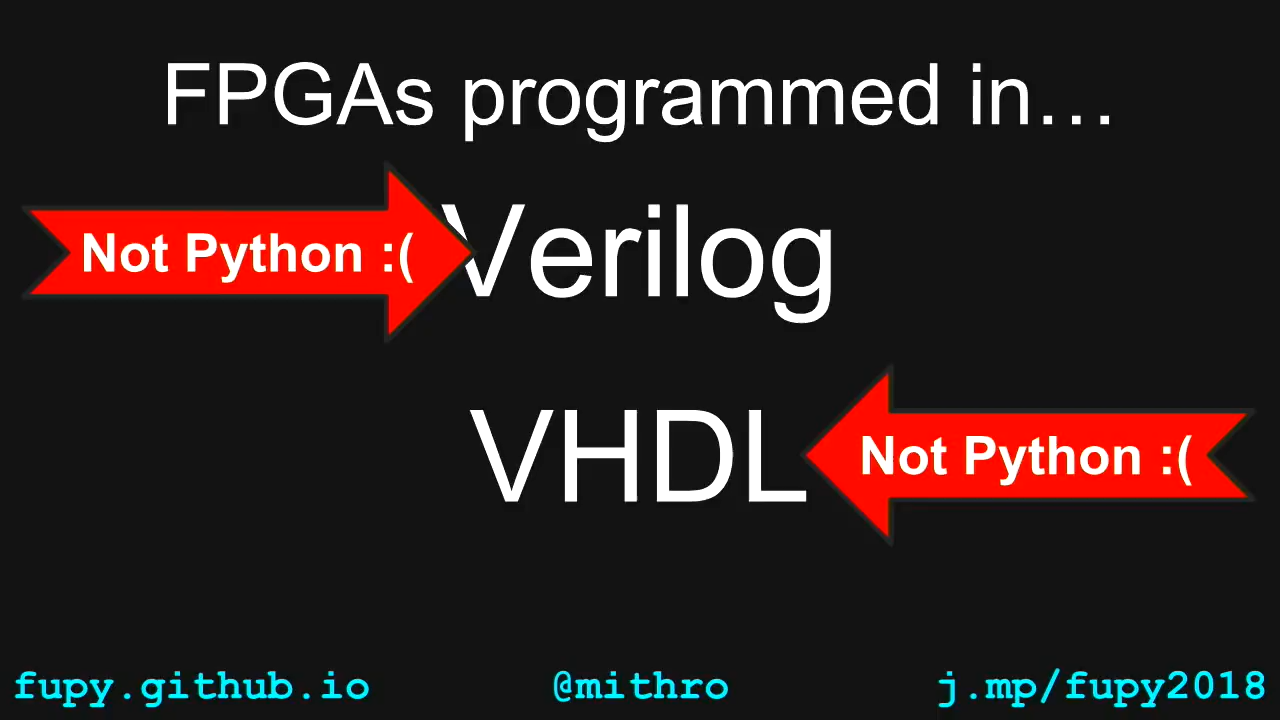 FPGAs programmed in…
Not Python :(
Verilog
VHDL
Not Python :(
fupy.github.io
@mithro
j.mp/fupy2018